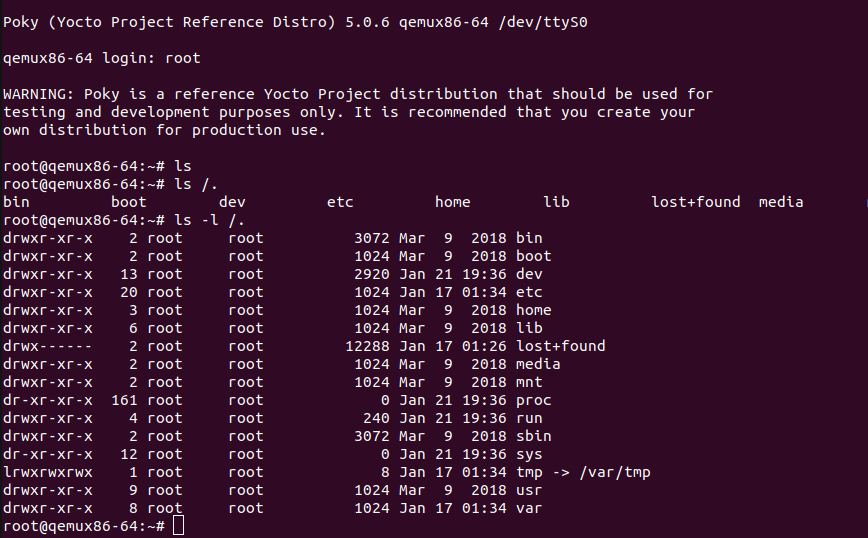 Poky (Yocto Project Reference Distro) 5.0.6 qemux86-64 /dev/ttyS0
qemux86-64 login: root
WARNING: Poky is a reference Yocto Project distribution that should be used for
testing and development purposes only. It is recommended that you create your
own distribution for production use.
root@qemux86-64:~# ls
root@qemux86-64:~# ls /.
bin         boot        dev         etc         home        lib         lost+found  media
root@qemux86-64:~# ls -l /.
drwxr-xr-x    2 root     root          3072 Mar  9  2018 bin
drwxr-xr-x    2 root     root          1024 Mar  9  2018 boot
drwxr-xr-x   13 root     root          2920 Jan 21 19:36 dev
drwxr-xr-x   20 root     root          1024 Jan 17 01:34 etc
drwxr-xr-x    3 root     root          1024 Mar  9  2018 home
drwxr-xr-x    6 root     root          1024 Mar  9  2018 lib
drwx------    2 root     root         12288 Jan 17 01:26 lost+found
drwxr-xr-x    2 root     root          1024 Mar  9  2018 media
drwxr-xr-x    2 root     root          1024 Mar  9  2018 mnt
dr-xr-xr-x  161 root     root             0 Jan 21 19:36 proc
drwxr-xr-x    4 root     root           240 Jan 21 19:36 run
drwxr-xr-x    2 root     root          3072 Mar  9  2018 sbin
dr-xr-xr-x   12 root     root             0 Jan 21 19:36 sys
lrwxrwxrwx    1 root     root             8 Jan 17 01:34 tmp -> /var/tmp
drwxr-xr-x    9 root     root          1024 Mar  9  2018 usr
drwxr-xr-x    8 root     root          1024 Jan 17 01:34 var
root@qemux86-64:~#